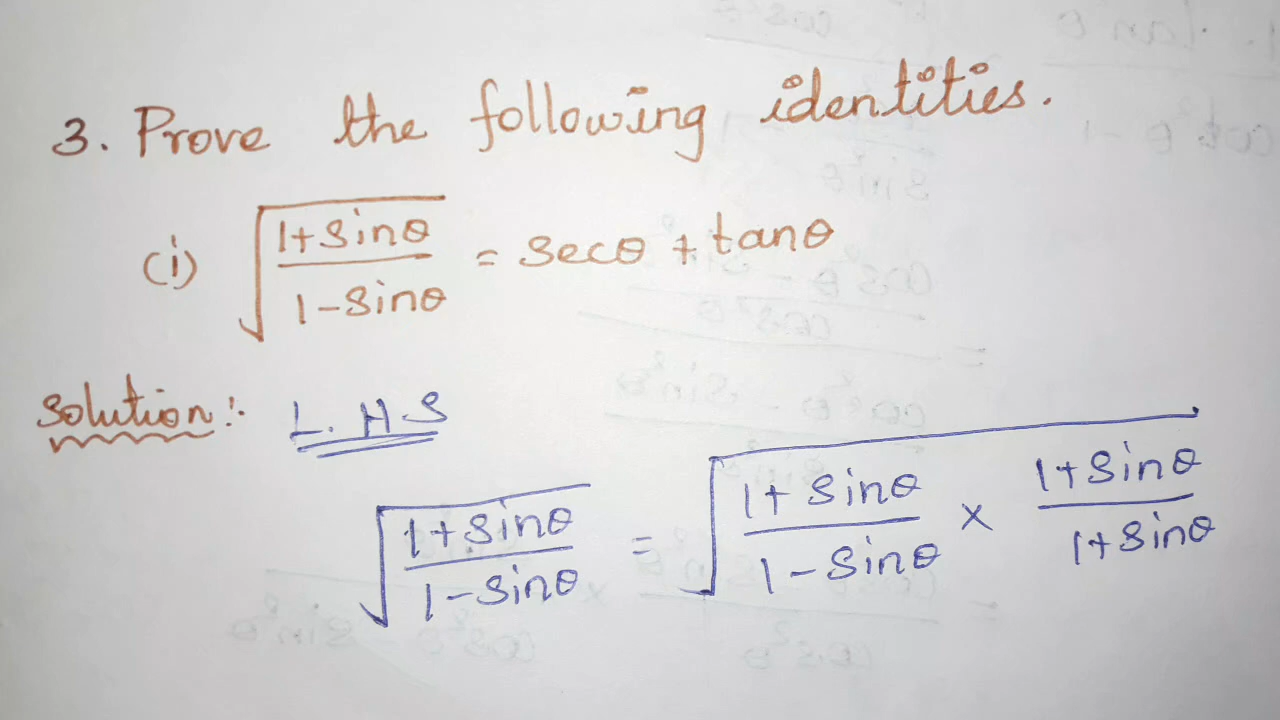 3. Prove the following identities.
(i) √((1+Sinθ)/(1-Sinθ)) = Secθ + tanθ
Solution:- L.H.S
√((1+Sinθ)/(1-Sinθ)) = √((1+Sinθ)/(1-Sinθ) × (1+Sinθ)/(1+Sinθ))